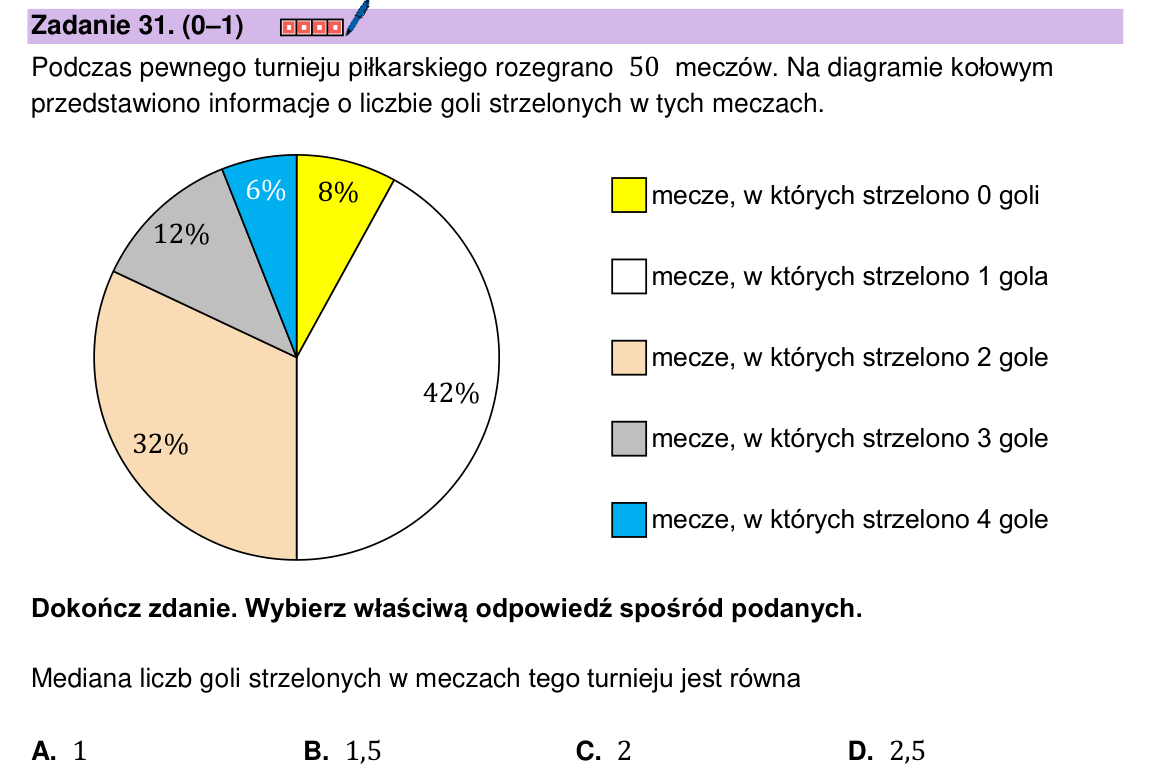 Zadanie 31. (0–1)
Podczas pewnego turnieju piłkarskiego rozegrano 50 meczów. Na diagramie kołowym
przedstawiono informacje o liczbie goli strzelonych w tych meczach.
6%
8%
12%
42%
32%
mecze, w których strzelono 0 goli
mecze, w których strzelono 1 gola
mecze, w których strzelono 2 gole
mecze, w których strzelono 3 gole
mecze, w których strzelono 4 gole
Dokończ zdanie. Wybierz właściwą odpowiedź spośród podanych.
Mediana liczb goli strzelonych w meczach tego turnieju jest równa
A. 1 B. 1,5 C. 2 D. 2,5